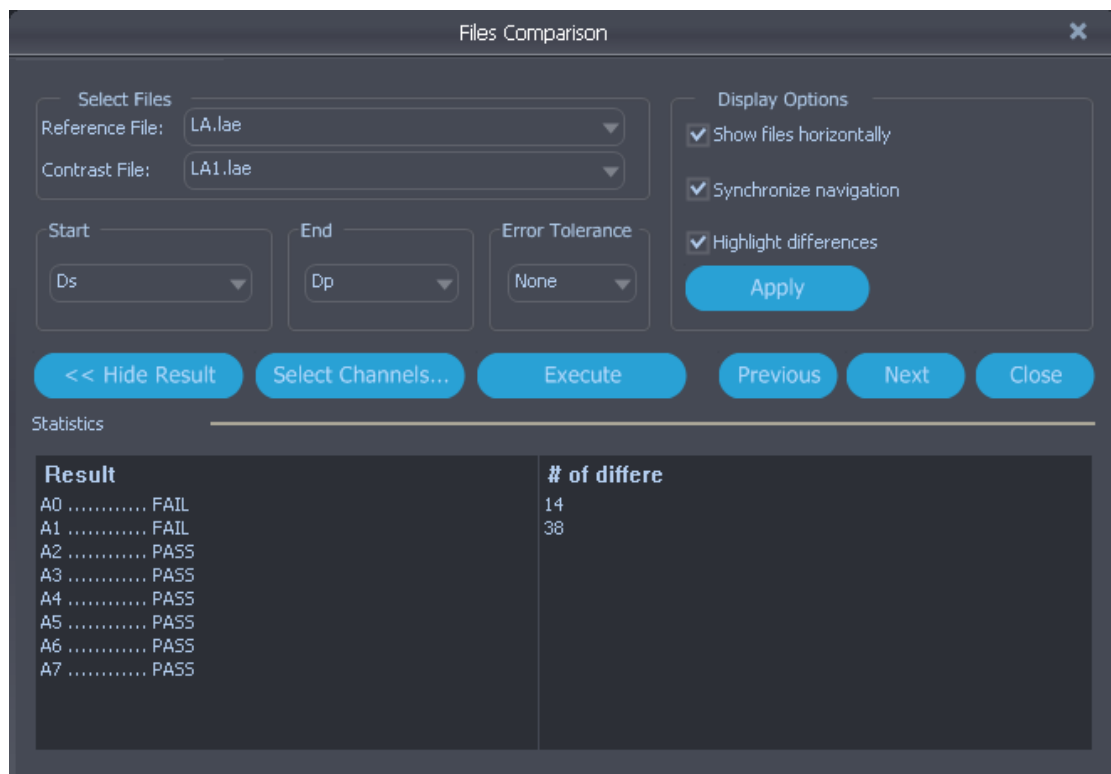 Files Comparison
Select Files
Reference File: LA.lae
Contrast File: LA1.lae
Display Options
Show files horizontally
Synchronize navigation
Highlight differences
Apply
Start
Ds
End
Dp
Error Tolerance
None
<< Hide Result
Select Channels...
Execute
Previous
Next
Close
Statistics
Result # of differe
A0 ............ FAIL 14
A1 ............ FAIL 38
A2 ............ PASS
A3 ............ PASS
A4 ............ PASS
A5 ............ PASS
A6 ............ PASS
A7 ............ PASS